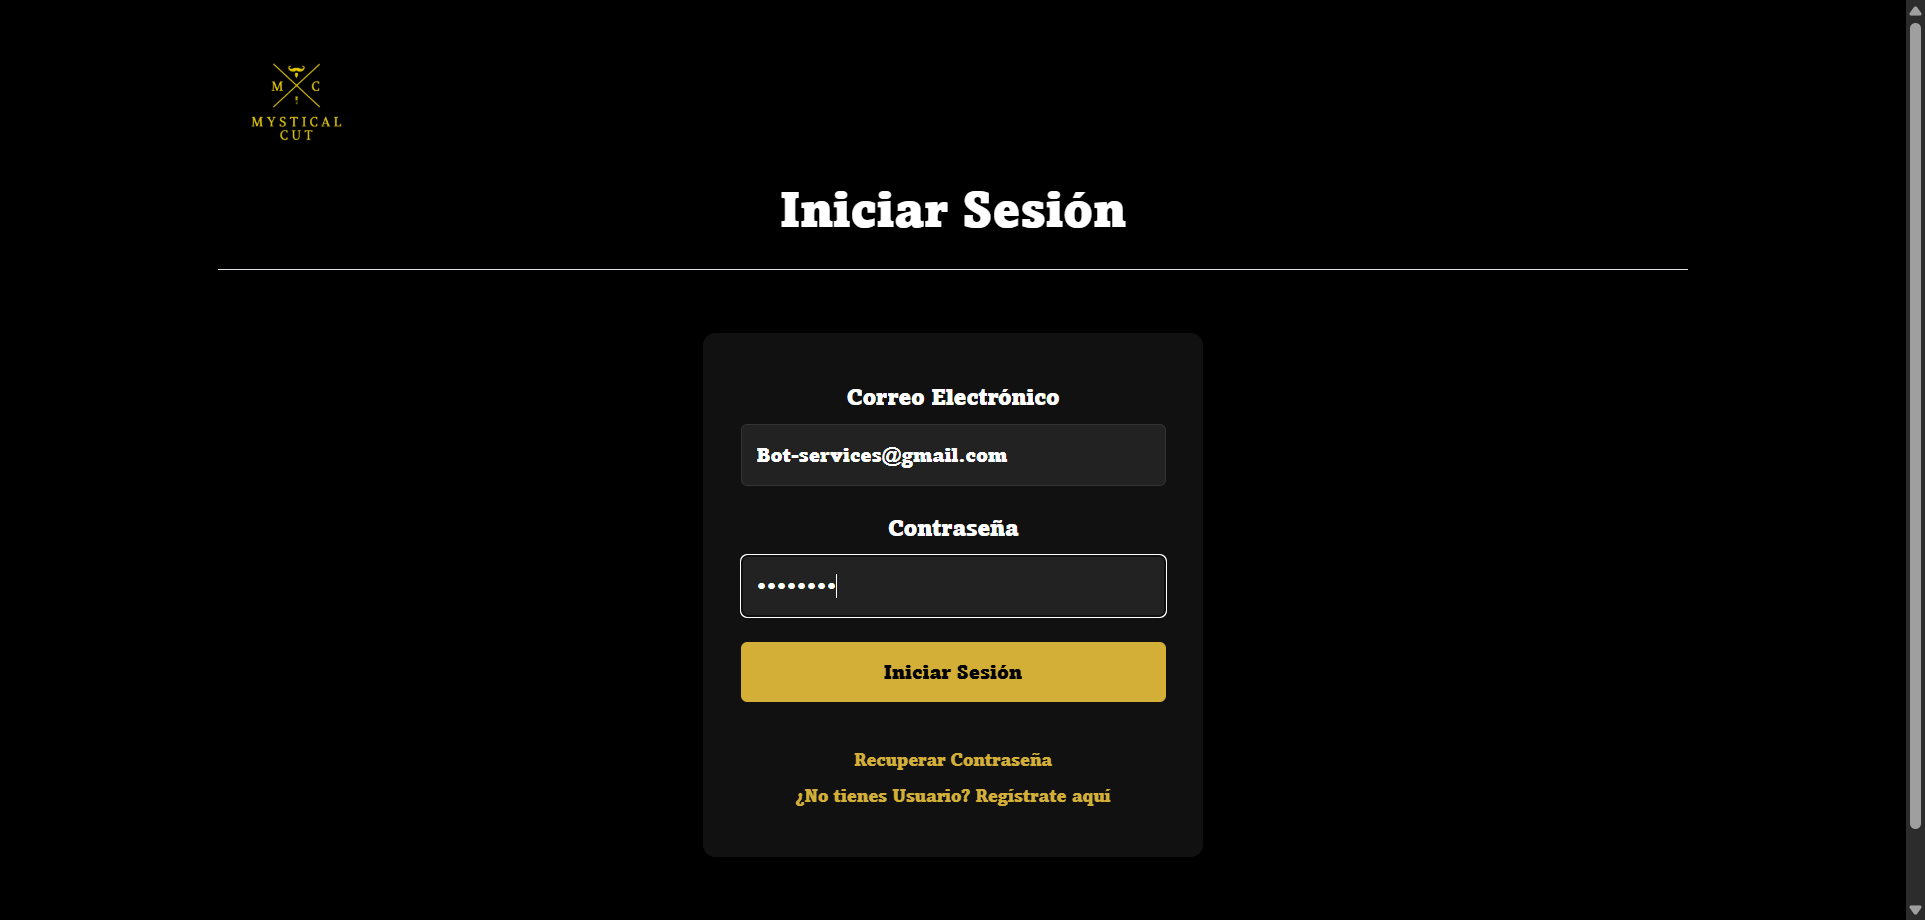 M C
MYSTICAL
CUT
Iniciar Sesión
Correo Electrónico
Bot-services@gmail.com
Contraseña
••••••••
Iniciar Sesión
Recuperar Contraseña
¿No tienes Usuario? Regístrate aquí